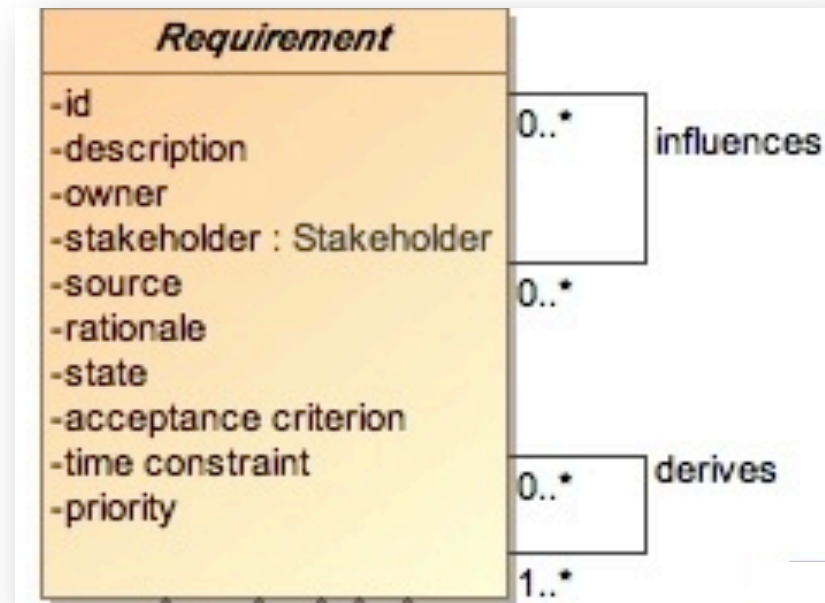 Requirement
-id
-description
-owner
-stakeholder : Stakeholder
-source
-rationale
-state
-acceptance criterion
-time constraint
-priority
0..*
influences
0..*
0..*
derives
1..*